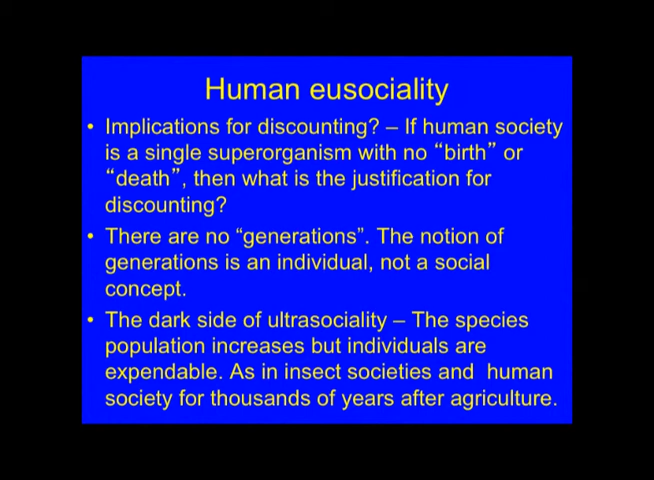 Human eusociality
• Implications for discounting? – If human society
is a single superorganism with no “birth” or
“death”, then what is the justification for
discounting?
• There are no “generations”. The notion of
generations is an individual, not a social
concept.
• The dark side of ultrasociality – The species
population increases but individuals are
expendable. As in insect societies and  human
society for thousands of years after agriculture.